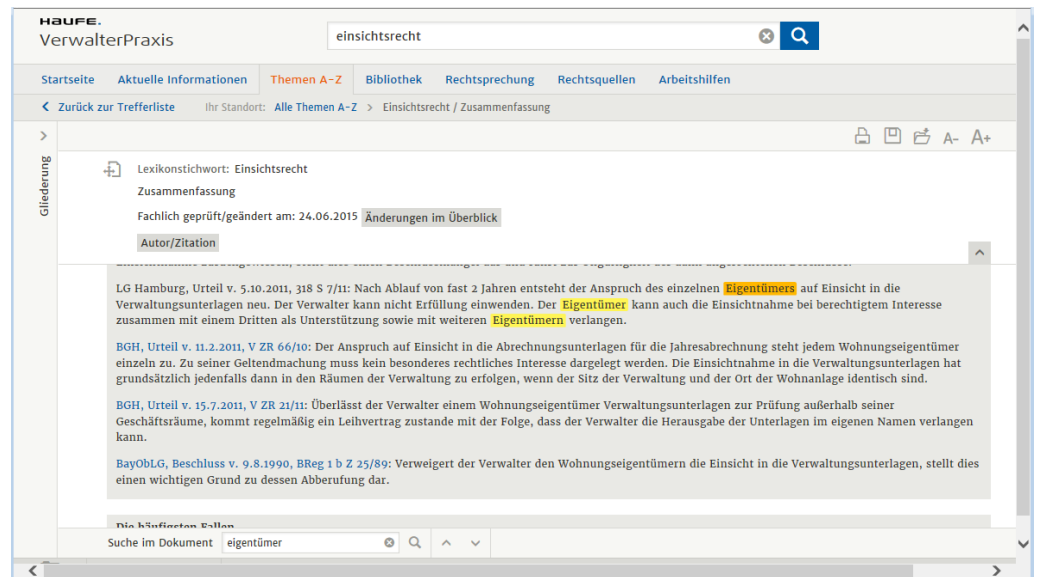 HAUFE.
VerwalterPraxis
einsichtsrecht
Startseite Aktuelle Informationen Themen A-Z Bibliothek Rechtsprechung Rechtsquellen Arbeitshilfen
Zurück zur Trefferliste Ihr Standort: Alle Themen A-Z > Einsichtsrecht / Zusammenfassung
A- A+
Gliederung
Lexikonstichwort: Einsichtsrecht
Zusammenfassung
Fachlich geprüft/geändert am: 24.06.2015 Änderungen im Überblick
Autor/Zitation
LG Hamburg, Urteil v. 5.10.2011, 318 S 7/11: Nach Ablauf von fast 2 Jahren entsteht der Anspruch des einzelnen Eigentümers auf Einsicht in die
Verwaltungsunterlagen neu. Der Verwalter kann nicht Erfüllung einwenden. Der Eigentümer kann auch die Einsichtnahme bei berechtigtem Interesse
zusammen mit einem Dritten als Unterstützung sowie mit weiteren Eigentümern verlangen.
BGH, Urteil v. 11.2.2011, V ZR 66/10: Der Anspruch auf Einsicht in die Abrechnungsunterlagen für die Jahresabrechnung steht jedem Wohnungseigentümer
einzeln zu. Zu seiner Geltendmachung muss kein besonderes rechtliches Interesse dargelegt werden. Die Einsichtnahme in die Verwaltungsunterlagen hat
grundsätzlich jedenfalls dann in den Räumen der Verwaltung zu erfolgen, wenn der Sitz der Verwaltung und der Ort der Wohnanlage identisch sind.
BGH, Urteil v. 15.7.2011, V ZR 21/11: Überlässt der Verwalter einem Wohnungseigentümer Verwaltungsunterlagen zur Prüfung außerhalb seiner
Geschäftsräume, kommt regelmäßig ein Leihvertrag zustande mit der Folge, dass der Verwalter die Herausgabe der Unterlagen im eigenen Namen verlangen
kann.
BayObLG, Beschluss v. 9.8.1990, BReg 1 b Z 25/89: Verweigert der Verwalter den Wohnungseigentümern die Einsicht in die Verwaltungsunterlagen, stellt dies
einen wichtigen Grund zu dessen Abberufung dar.
Die häufigsten Fallen
Suche im Dokument eigentümer